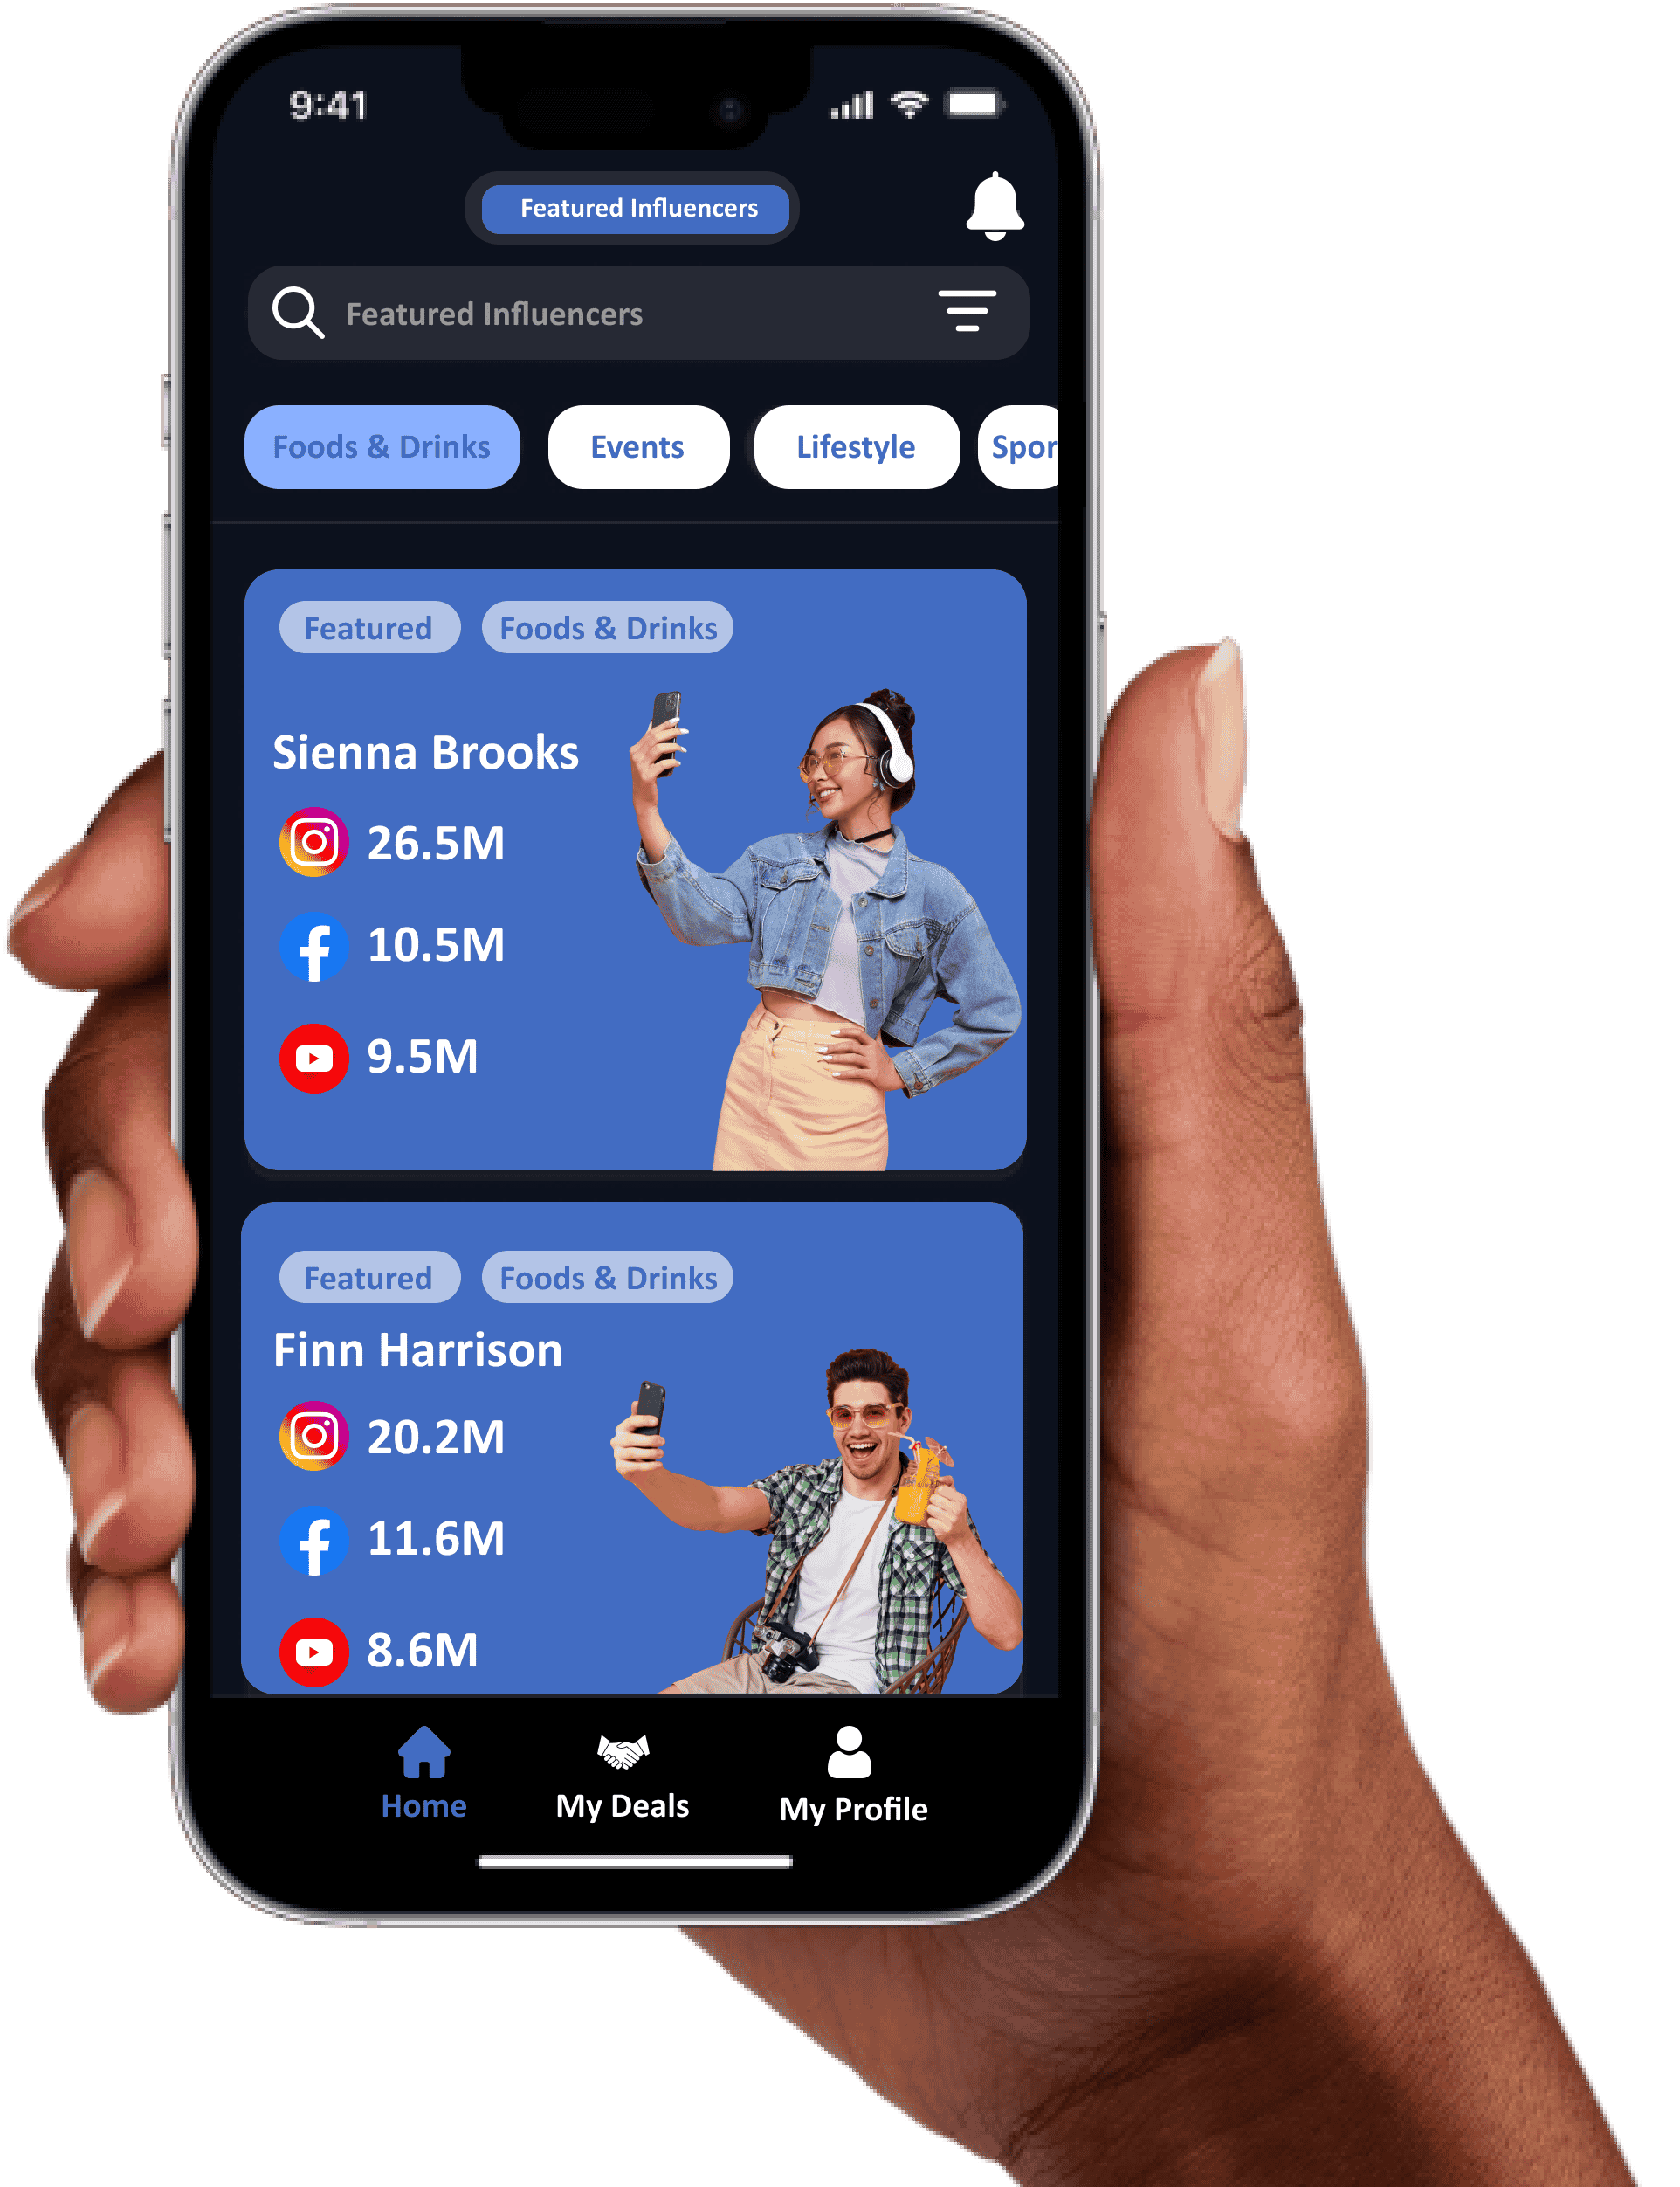 9:41
Featured Influencers
Featured Influencers
Foods & Drinks Events Lifestyle Spor
Featured Foods & Drinks
Sienna Brooks
26.5M
10.5M
9.5M
Featured Foods & Drinks
Finn Harrison
20.2M
11.6M
8.6M
Home My Deals My Profile